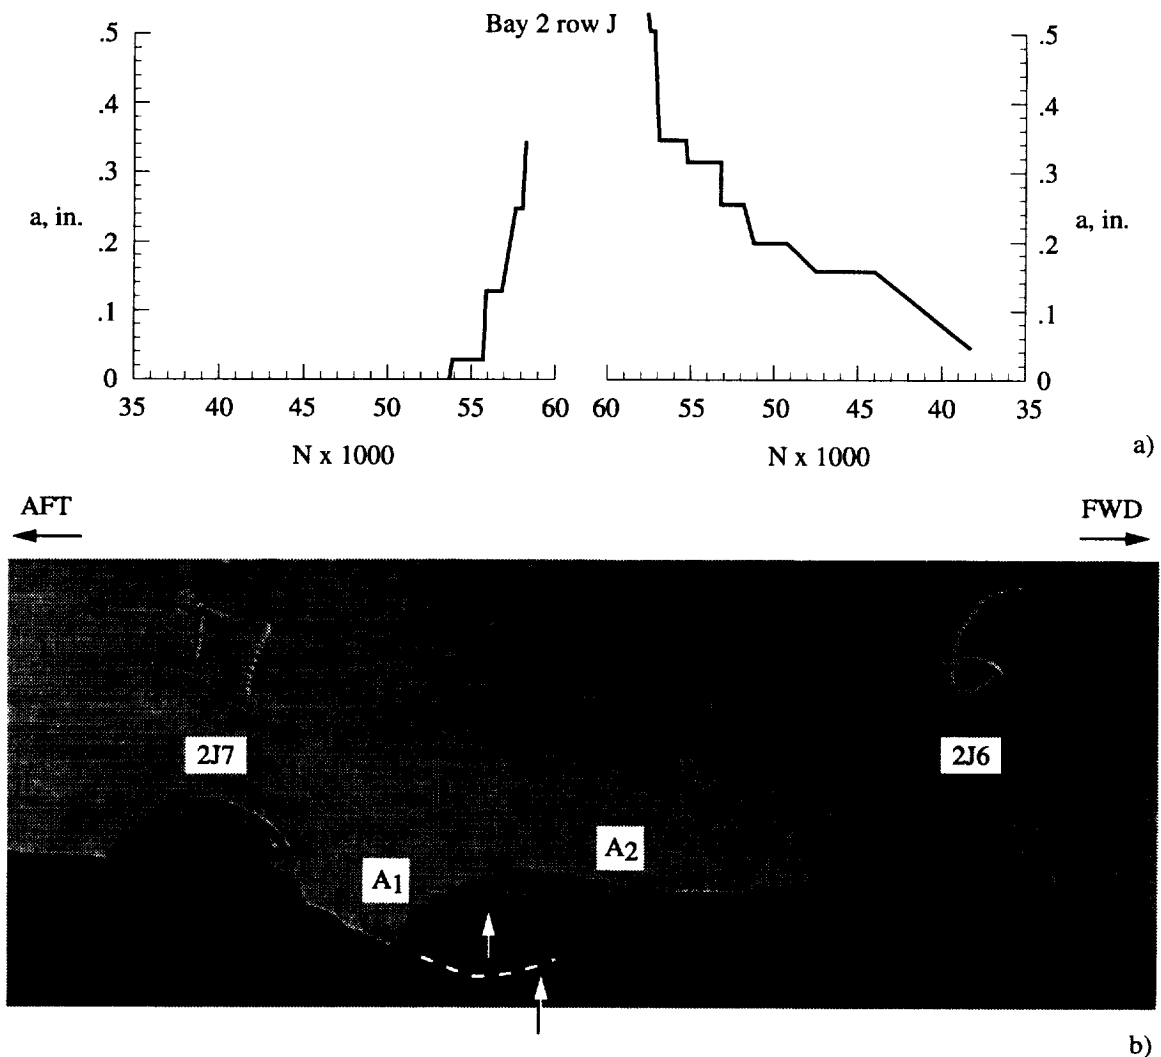 Bay 2 row J
.5 .5
.4 .4
.3 .3
a, in. a, in.
.2 .2
.1 .1
0 0
35 40 45 50 55 60 60 55 50 45 40 35
N x 1000 N x 1000
a)
AFT FWD
2J7 2J6
A2
A1
b)